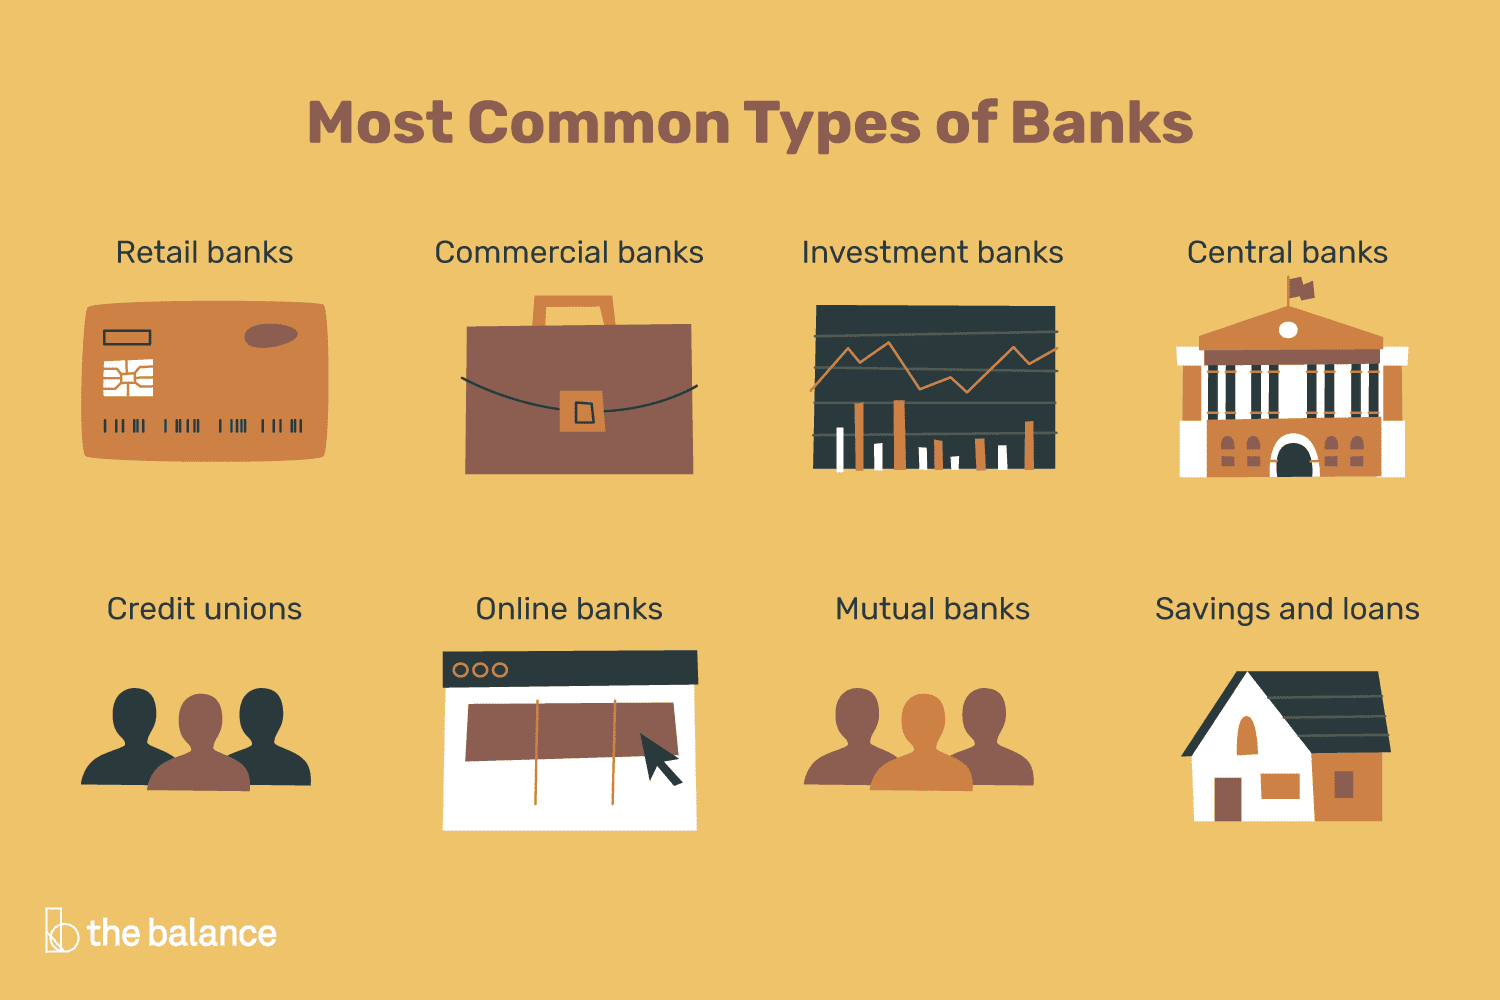 Most Common Types of Banks
Retail banks
Commercial banks
Investment banks
Central banks
Credit unions
Online banks
Mutual banks
Savings and loans
the balance